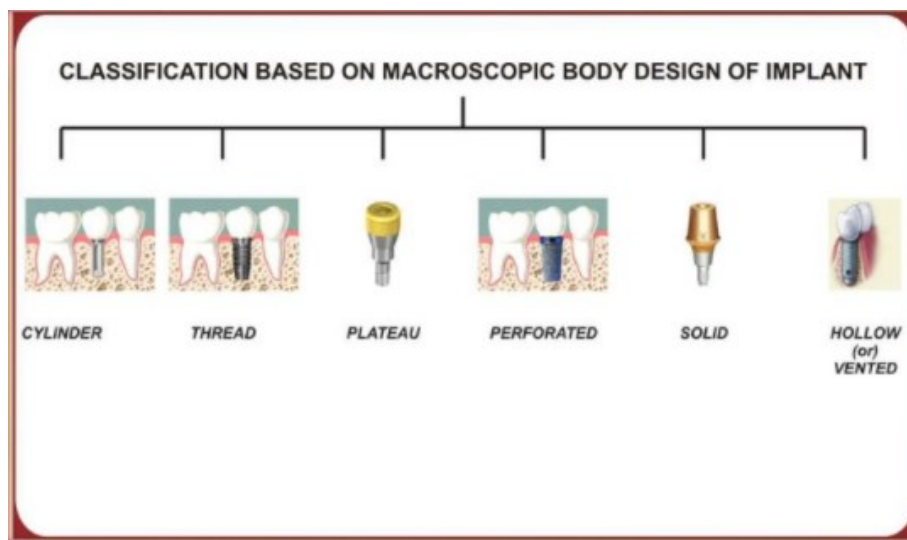 CLASSIFICATION BASED ON MACROSCOPIC BODY DESIGN OF IMPLANT
CYLINDER
THREAD
PLATEAU
PERFORATED
SOLID
HOLLOW
(or)
VENTED